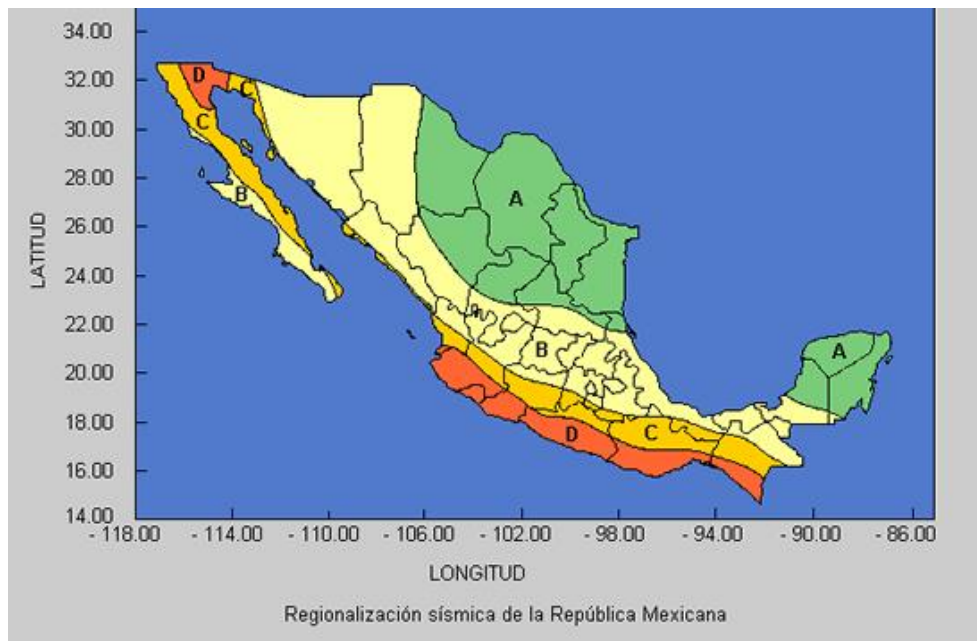 34.00
32.00
30.00
28.00
26.00
24.00
22.00
20.00
18.00
16.00
14.00
LATITUD
D
C
C
B
A
B
A
C
D
- 118.00 - 114.00 - 110.00 - 106.00 - 102.00 - 98.00 - 94.00 - 90.00 - 86.00
LONGITUD
Regionalización sísmica de la República Mexicana